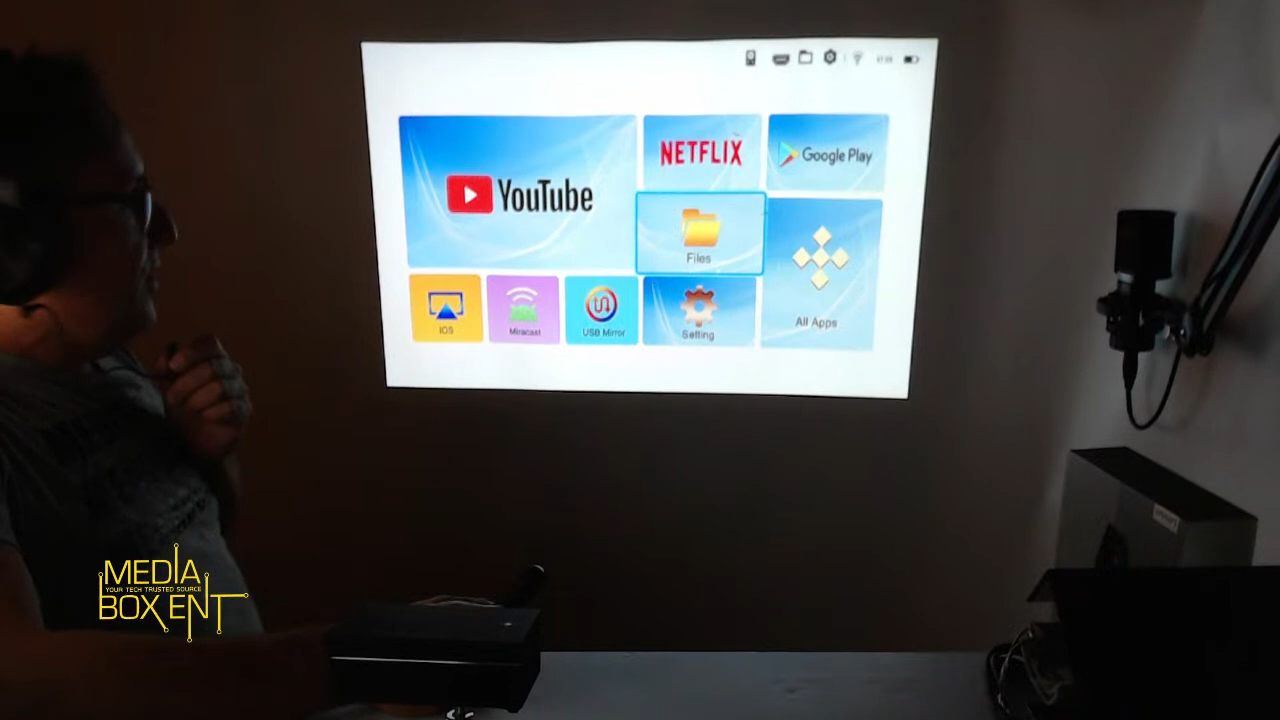 NETFLIX
Google Play
YouTube
Files
IOS
Miracast
USB Mirror
Setting
All Apps
MEDIA
YOUR TECH TRUSTED SOURCE
BOX ENT